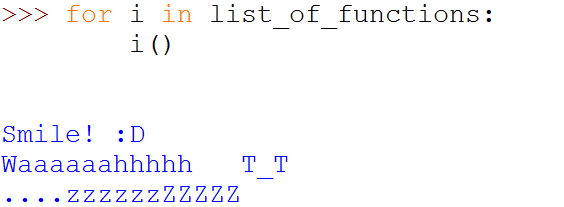 >>> for i in list_of_functions:
        i()
Smile! :D
Waaaaaahhhhh   T_T
....zzzzzzZZZZZ